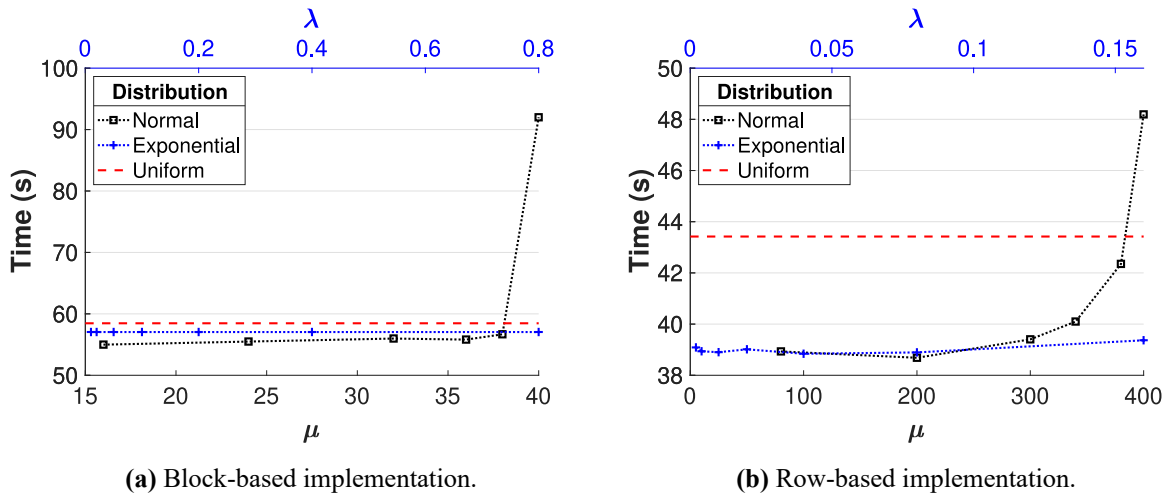 λ
0 0.2 0.4 0.6 0.8
100
90
80
70
60
50
Time (s)
Distribution
Normal
Exponential
Uniform
15 20 25 30 35 40
μ
(a) Block-based implementation.
λ
0 0.05 0.1 0.15
50
48
46
44
42
40
38
Time (s)
Distribution
Normal
Exponential
Uniform
0 100 200 300 400
μ
(b) Row-based implementation.